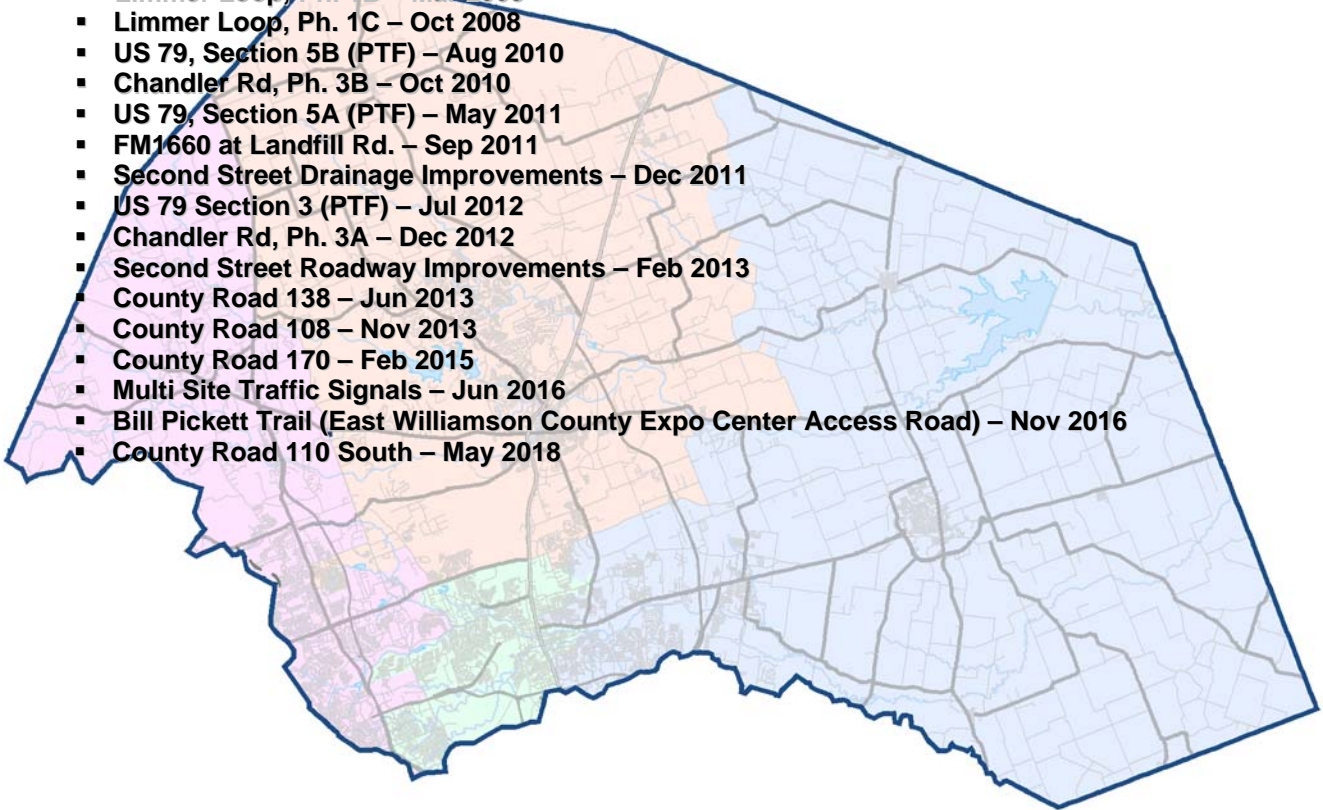 ▪ Limmer Loop, Ph. 1C – Oct 2008
▪ US 79, Section 5B (PTF) – Aug 2010
▪ Chandler Rd, Ph. 3B – Oct 2010
▪ US 79, Section 5A (PTF) – May 2011
▪ FM1660 at Landfill Rd. – Sep 2011
▪ Second Street Drainage Improvements – Dec 2011
▪ US 79 Section 3 (PTF) – Jul 2012
▪ Chandler Rd, Ph. 3A – Dec 2012
▪ Second Street Roadway Improvements – Feb 2013
▪ County Road 138 – Jun 2013
▪ County Road 108 – Nov 2013
▪ County Road 170 – Feb 2015
▪ Multi Site Traffic Signals – Jun 2016
▪ Bill Pickett Trail (East Williamson County Expo Center Access Road) – Nov 2016
▪ County Road 110 South – May 2018